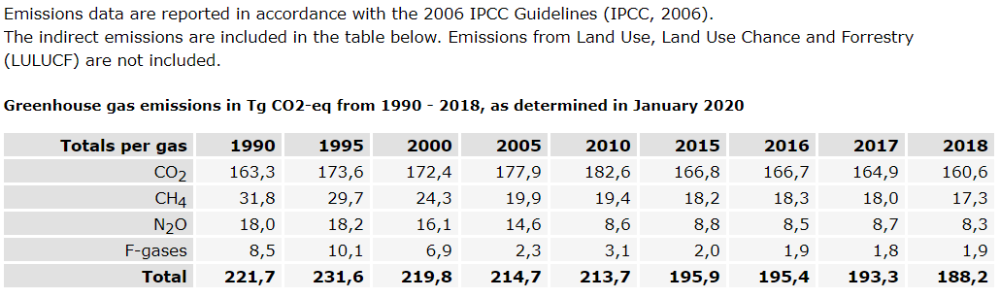 Emissions data are reported in accordance with the 2006 IPCC Guidelines (IPCC, 2006).
The indirect emissions are included in the table below. Emissions from Land Use, Land Use Chance and Forrestry
(LULUCF) are not included.
Greenhouse gas emissions in Tg CO2-eq from 1990 - 2018, as determined in January 2020
Totals per gas 1990 1995 2000 2005 2010 2015 2016 2017 2018
CO2 163,3 173,6 172,4 177,9 182,6 166,8 166,7 164,9 160,6
CH4 31,8 29,7 24,3 19,9 19,4 18,2 18,3 18,0 17,3
N2O 18,0 18,2 16,1 14,6 8,6 8,8 8,5 8,7 8,3
F-gases 8,5 10,1 6,9 2,3 3,1 2,0 1,9 1,8 1,9
Total 221,7 231,6 219,8 214,7 213,7 195,9 195,4 193,3 188,2